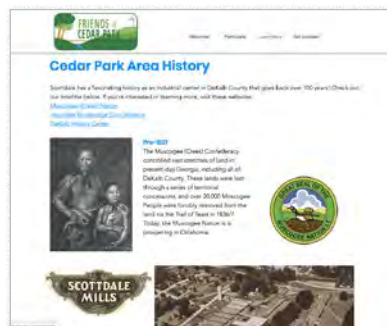 FRIENDS of
CEDAR PARK
Cedar Park Area History
Scottdale has a fascinating history as an industrial center in DeKalb County that goes back over 100 years! Check out
our timeline below. If you're interested in learning more, visit these websites:
Muscogee (Creek) Nation
DeKalb History Center
Pre-1821
The Muscogee (Creek) Confederacy
controlled vast stretches of land in
present-day Georgia, including all of
DeKalb County. These lands were lost
through a series of territorial
concessions, and over 20,000 Muscogee
People were forcibly removed from the
land via the Trail of Tears in 1836/7.
Today, the Muscogee Nation is
prospering in Oklahoma.
GREAT SEAL OF THE
MUSCOGEE NATION
SCOTTDALE
MILLS